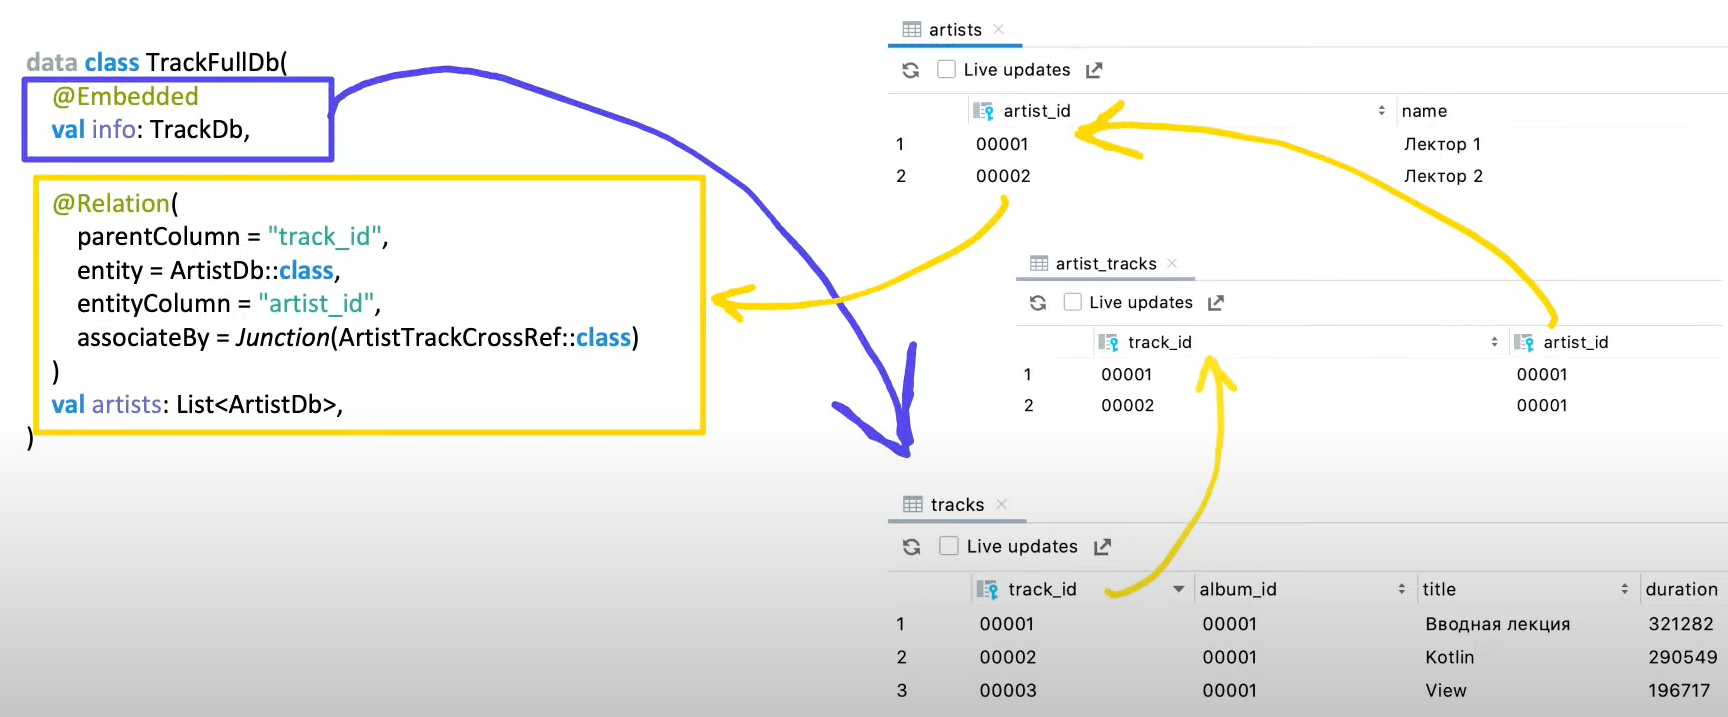 data class TrackFullDb(
@Embedded
val info: TrackDb,
@Relation(
parentColumn = "track_id",
entity = ArtistDb::class,
entityColumn = "artist_id",
associateBy = Junction(ArtistTrackCrossRef::class)
)
val artists: List<ArtistDb>,
)
artists
Live updates
artist_id name
1 00001 Лектор 1
2 00002 Лектор 2
artist_tracks
Live updates
track_id artist_id
1 00001 00001
2 00002 00001
tracks
Live updates
track_id album_id title duration
1 00001 00001 Вводная лекция 321282
2 00002 00001 Kotlin 290549
3 00003 00001 View 196717